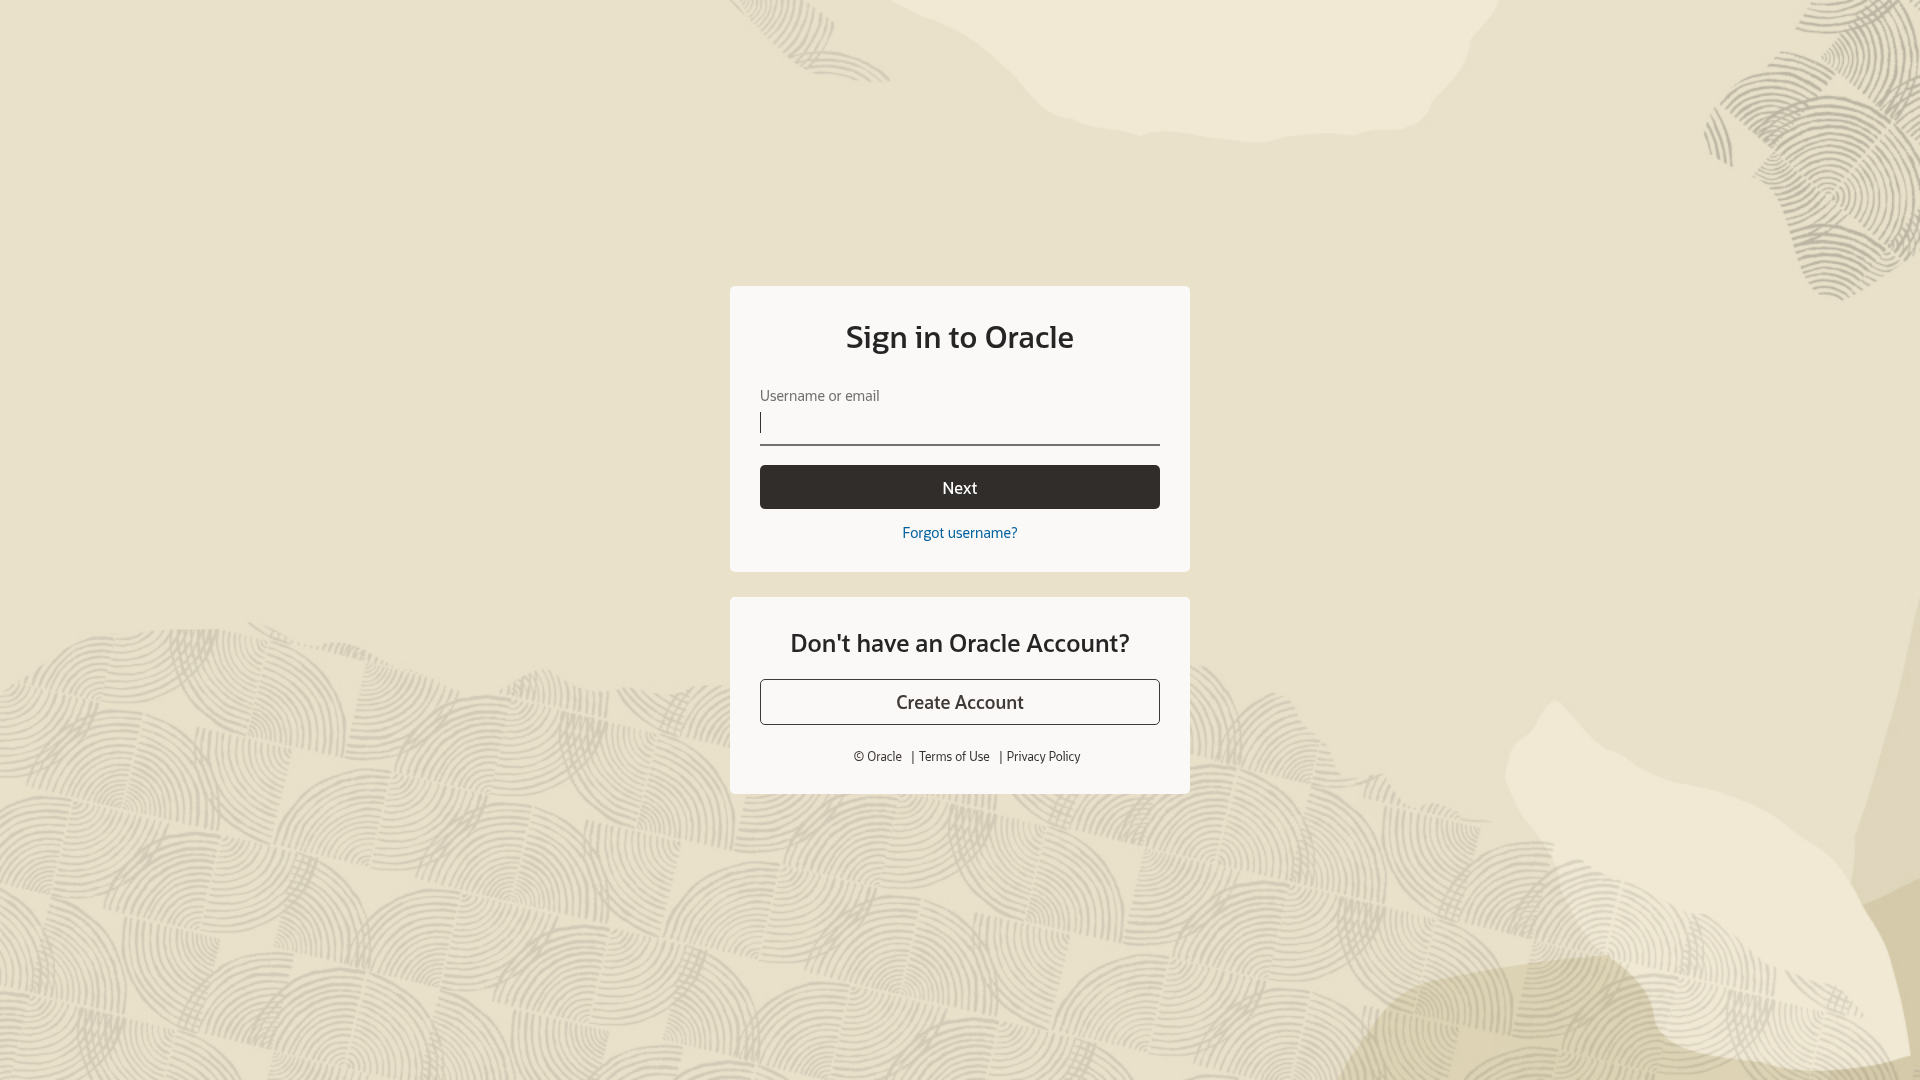 Sign in to Oracle
Username or email
Next
Forgot username?
Don't have an Oracle Account?
Create Account
© Oracle | Terms of Use | Privacy Policy